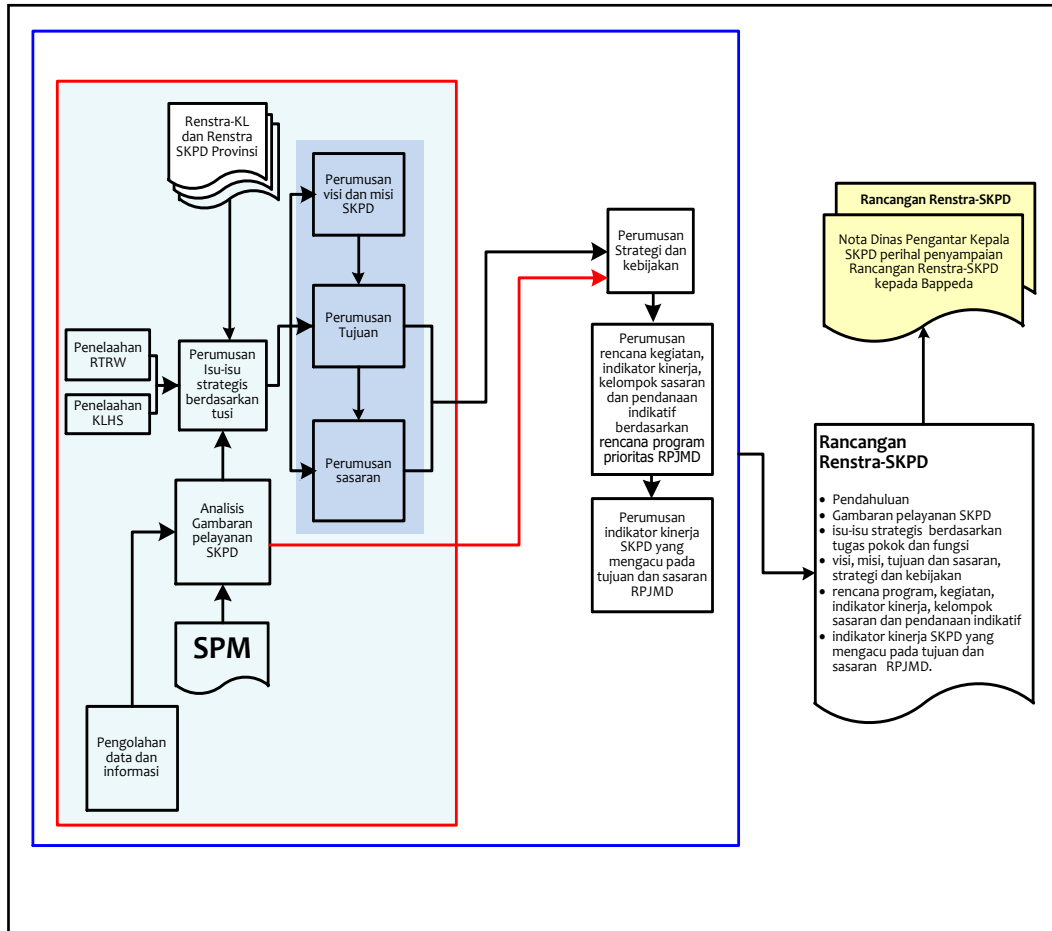 Renstra-KL
dan Renstra
SKPD Provinsi
Perumusan
visi dan misi
SKPD
Perumusan
Tujuan
Perumusan
sasaran
Penelaahan
RTRW
Penelaahan
KLHS
Perumusan
Isu-isu
strategis
berdasarkan
tusi
Analisis
Gambaran
pelayanan
SKPD
SPM
Pengolahan
data dan
informasi
Perumusan
Strategi dan
kebijakan
Perumusan
rencana kegiatan,
indikator kinerja,
kelompok sasaran
dan pendanaan
indikatif
berdasarkan
rencana program
prioritas RPJMD
Perumusan
indikator kinerja
SKPD yang
mengacu pada
tujuan dan sasaran
RPJMD
Rancangan Renstra-SKPD
Nota Dinas Pengantar Kepala
SKPD perihal penyampaian
Rancangan Renstra-SKPD
kepada Bappeda
Rancangan
Renstra-SKPD
• Pendahuluan
• Gambaran pelayanan SKPD
• isu-isu strategis berdasarkan
tugas pokok dan fungsi
• visi, misi, tujuan dan sasaran,
strategi dan kebijakan
• rencana program, kegiatan,
indikator kinerja, kelompok
sasaran dan pendanaan indikatif
• indikator kinerja SKPD yang
mengacu pada tujuan dan
sasaran RPJMD.